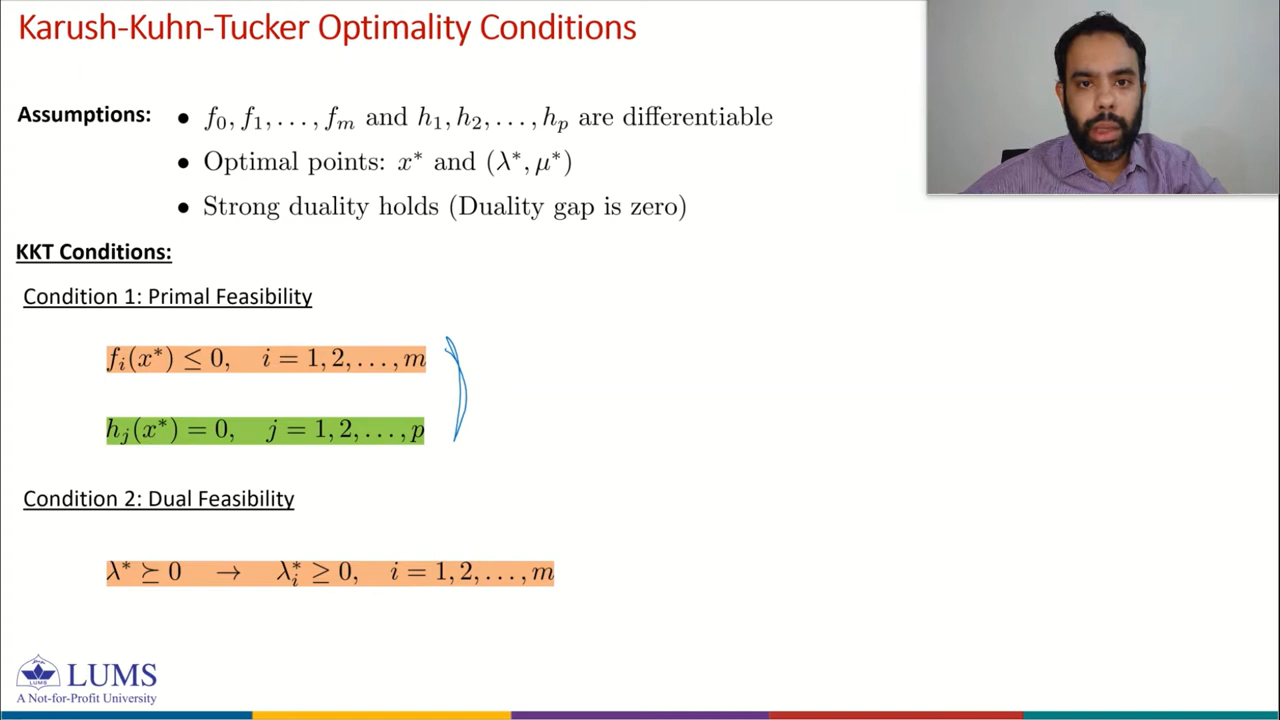 Karush-Kuhn-Tucker Optimality Conditions
Assumptions: • f₀, f₁, . . . , fₘ and h₁, h₂, . . . , hₚ are differentiable
• Optimal points: x* and (λ*, μ*)
• Strong duality holds (Duality gap is zero)
KKT Conditions:
Condition 1: Primal Feasibility
fᵢ(x*) ≤ 0, i = 1, 2, . . . , m
hⱼ(x*) = 0, j = 1, 2, . . . , p
Condition 2: Dual Feasibility
λ* ⪰ 0 → λᵢ* ≥ 0, i = 1, 2, . . . , m
LUMS
LUMS
A Not-for-Profit University